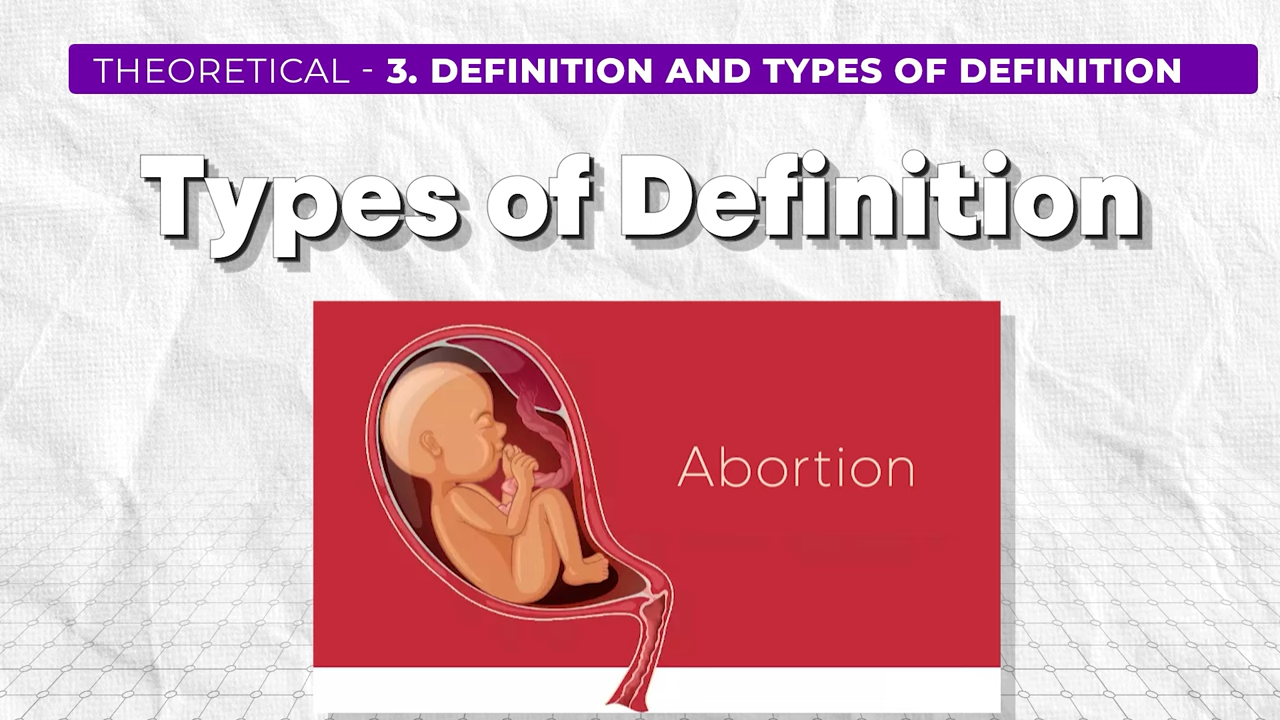 THEORETICAL - 3. DEFINITION AND TYPES OF DEFINITION
Types of Definition
Abortion